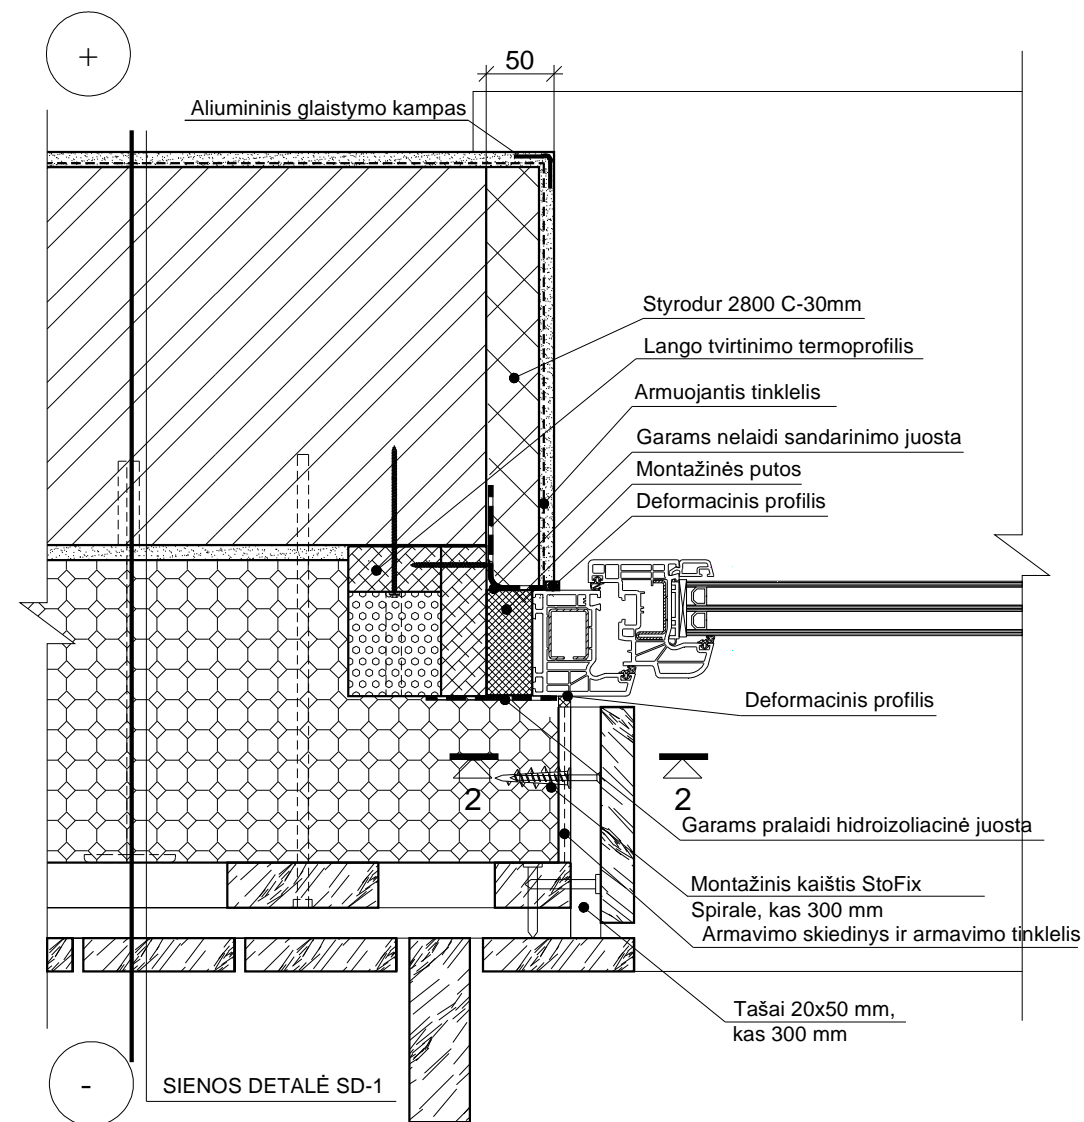 +
50
Aliumininis glaistymo kampas
Styrodur 2800 C-30mm
Lango tvirtinimo termoprofilis
Armuojantis tinklelis
Garams nelaidi sandarinimo juosta
Montažinės putos
Deformacinis profilis
Deformacinis profilis
2
2
Garams pralaidi hidroizoliacinė juosta
Montažinis kaištis StoFix
Spirale, kas 300 mm
Armavimo skiedinys ir armavimo tinklelis
Tašai 20x50 mm,
kas 300 mm
-
SIENOS DETALĖ SD-1